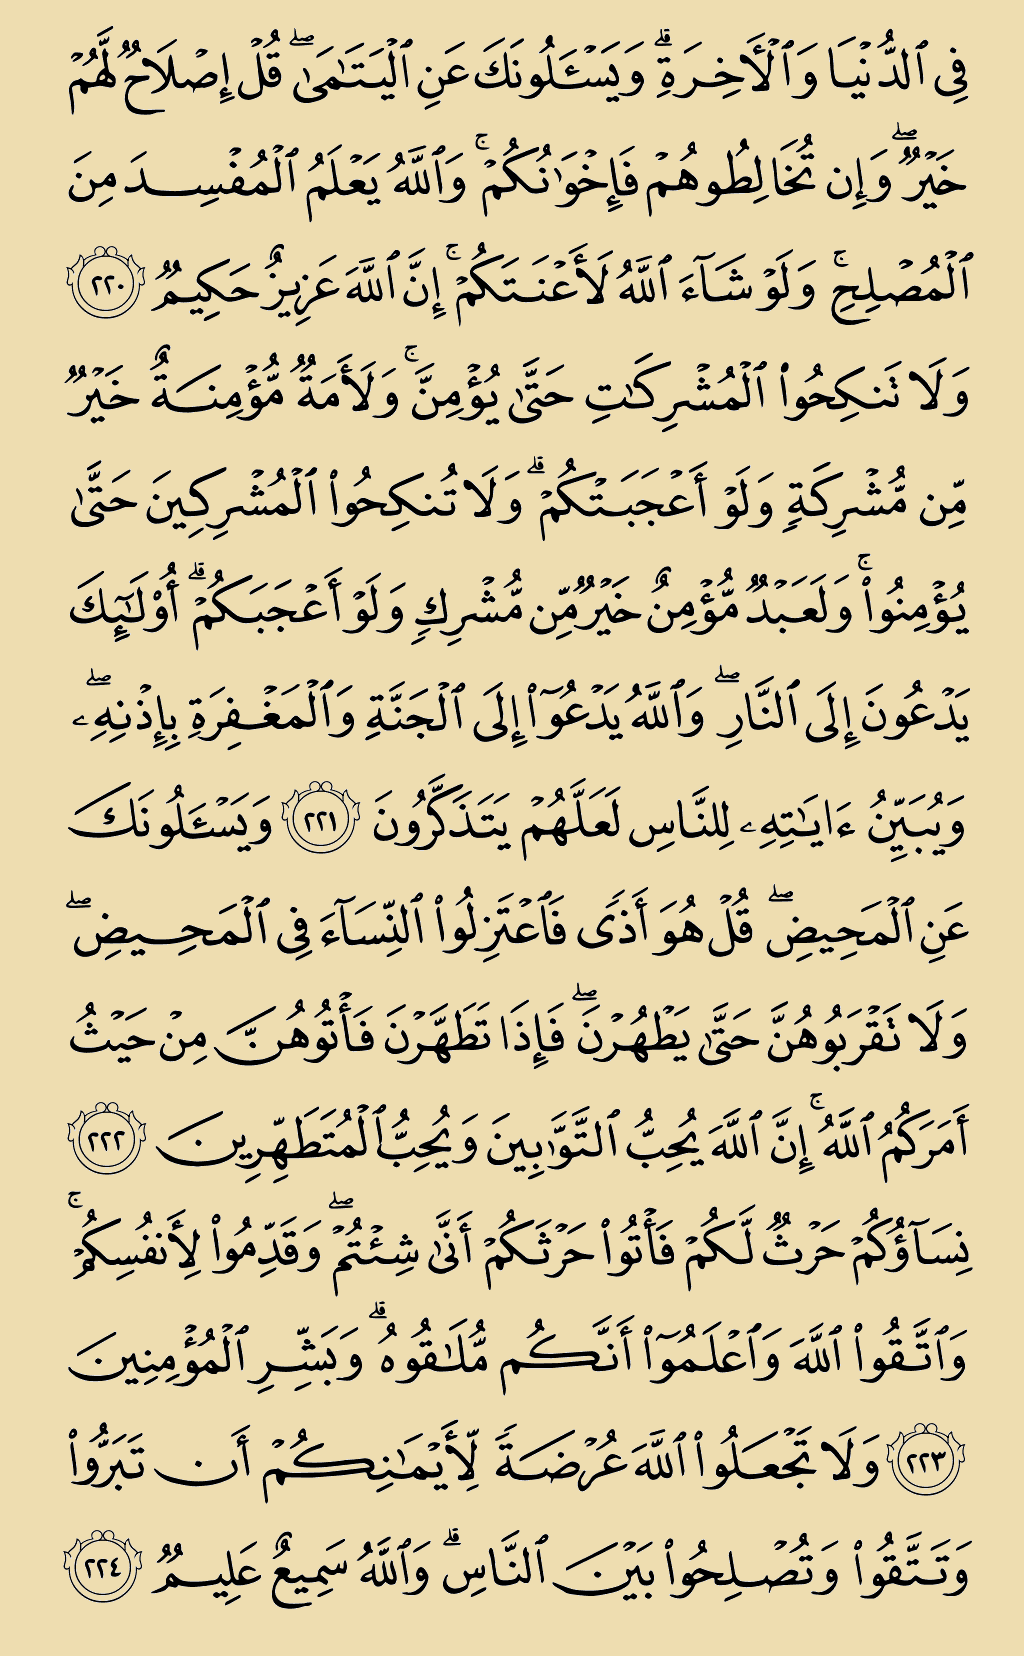 فِى ٱلدُّنْيَا وَٱلْـَٔاخِرَةِ ۗ وَيَسْـَٔلُونَكَ عَنِ ٱلْيَتَـٰمَىٰ ۖ قُلْ إِصْلَاحٌ لَّهُمْ
خَيْرٌ ۖ وَإِن تُخَالِطُوهُمْ فَإِخْوَٰنُكُمْ ۚ وَٱللَّهُ يَعْلَمُ ٱلْمُفْسِدَ مِنَ
ٱلْمُصْلِحِ ۚ وَلَوْ شَآءَ ٱللَّهُ لَأَعْنَتَكُمْ ۚ إِنَّ ٱللَّهَ عَزِيزٌ حَكِيمٌ ٢٢٠
وَلَا تَنكِحُوا۟ ٱلْمُشْرِكَـٰتِ حَتَّىٰ يُؤْمِنَّ ۚ وَلَأَمَةٌ مُّؤْمِنَةٌ خَيْرٌ
مِّن مُّشْرِكَةٍ وَلَوْ أَعْجَبَتْكُمْ ۗ وَلَا تُنكِحُوا۟ ٱلْمُشْرِكِينَ حَتَّىٰ
يُؤْمِنُوا۟ ۚ وَلَعَبْدٌ مُّؤْمِنٌ خَيْرٌ مِّن مُّشْرِكٍ وَلَوْ أَعْجَبَكُمْ ۗ أُو۟لَـٰٓئِكَ
يَدْعُونَ إِلَى ٱلنَّارِ ۖ وَٱللَّهُ يَدْعُوٓا۟ إِلَى ٱلْجَنَّةِ وَٱلْمَغْفِرَةِ بِإِذْنِهِۦ ۖ
وَيُبَيِّنُ ءَايَـٰتِهِۦ لِلنَّاسِ لَعَلَّهُمْ يَتَذَكَّرُونَ ٢٢١ وَيَسْـَٔلُونَكَ
عَنِ ٱلْمَحِيضِ ۖ قُلْ هُوَ أَذًى فَٱعْتَزِلُوا۟ ٱلنِّسَآءَ فِى ٱلْمَحِيضِ ۖ
وَلَا تَقْرَبُوهُنَّ حَتَّىٰ يَطْهُرْنَ ۖ فَإِذَا تَطَهَّرْنَ فَأْتُوهُنَّ مِنْ حَيْثُ
أَمَرَكُمُ ٱللَّهُ ۚ إِنَّ ٱللَّهَ يُحِبُّ ٱلتَّوَّٰبِينَ وَيُحِبُّ ٱلْمُتَطَهِّرِينَ ٢٢٢
نِسَآؤُكُمْ حَرْثٌ لَّكُمْ فَأْتُوا۟ حَرْثَكُمْ أَنَّىٰ شِئْتُمْ ۖ وَقَدِّمُوا۟ لِأَنفُسِكُمْ ۚ
وَٱتَّقُوا۟ ٱللَّهَ وَٱعْلَمُوٓا۟ أَنَّكُم مُّلَـٰقُوهُ ۗ وَبَشِّرِ ٱلْمُؤْمِنِينَ
٢٢٣ وَلَا تَجْعَلُوا۟ ٱللَّهَ عُرْضَةً لِّأَيْمَـٰنِكُمْ أَن تَبَرُّوا۟
وَتَتَّقُوا۟ وَتُصْلِحُوا۟ بَيْنَ ٱلنَّاسِ ۗ وَٱللَّهُ سَمِيعٌ عَلِيمٌ ٢٢٤